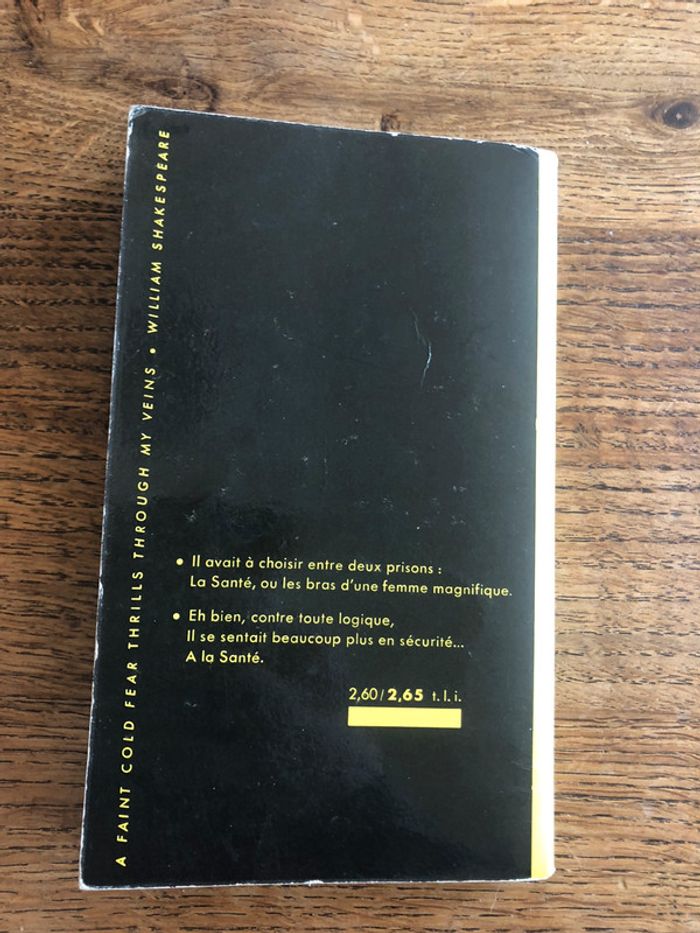 A FAINT COLD FEAR THRILLS THROUGH MY VEINS • WILLIAM SHAKESPEARE
• Il avait à choisir entre deux prisons :
La Santé, ou les bras d'une femme magnifique.
• Eh bien, contre toute logique,
Il se sentait beaucoup plus en sécurité...
A la Santé.
2,60/2,65 t.l.i.